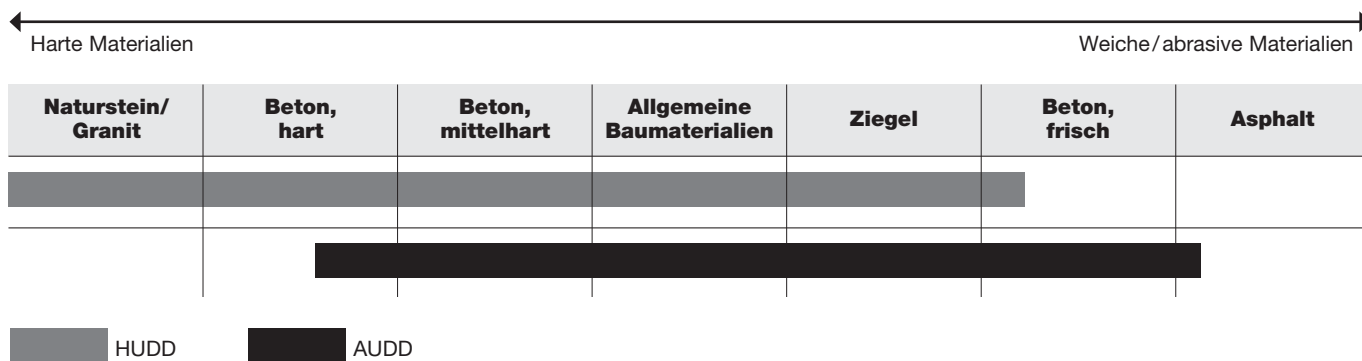 Harte Materialien
Weiche/abrasive Materialien
Naturstein/
Granit
Beton,
hart
Beton,
mittelhart
Allgemeine
Baumaterialien
Ziegel
Beton,
frisch
Asphalt
HUDD
AUDD